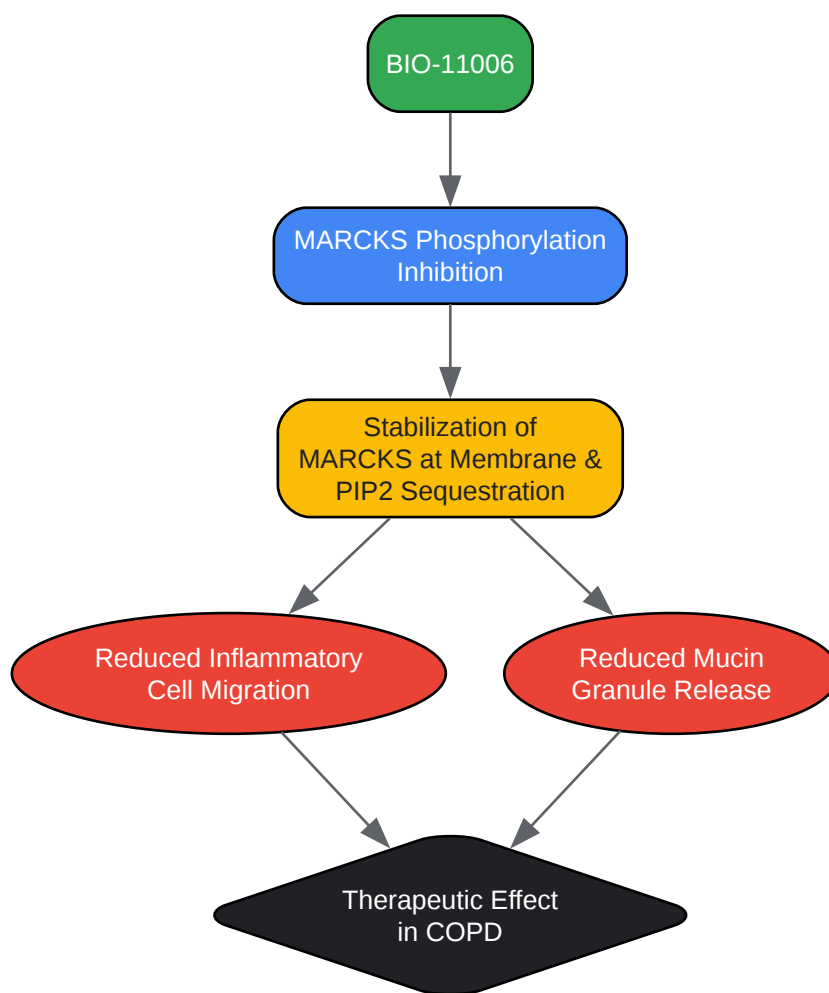 BIO-11006
MARCKS Phosphorylation
Inhibition
Stabilization of
MARCKS at Membrane &
PIP2 Sequestration
Reduced Inflammatory
Cell Migration
Reduced Mucin
Granule Release
Therapeutic Effect
in COPD